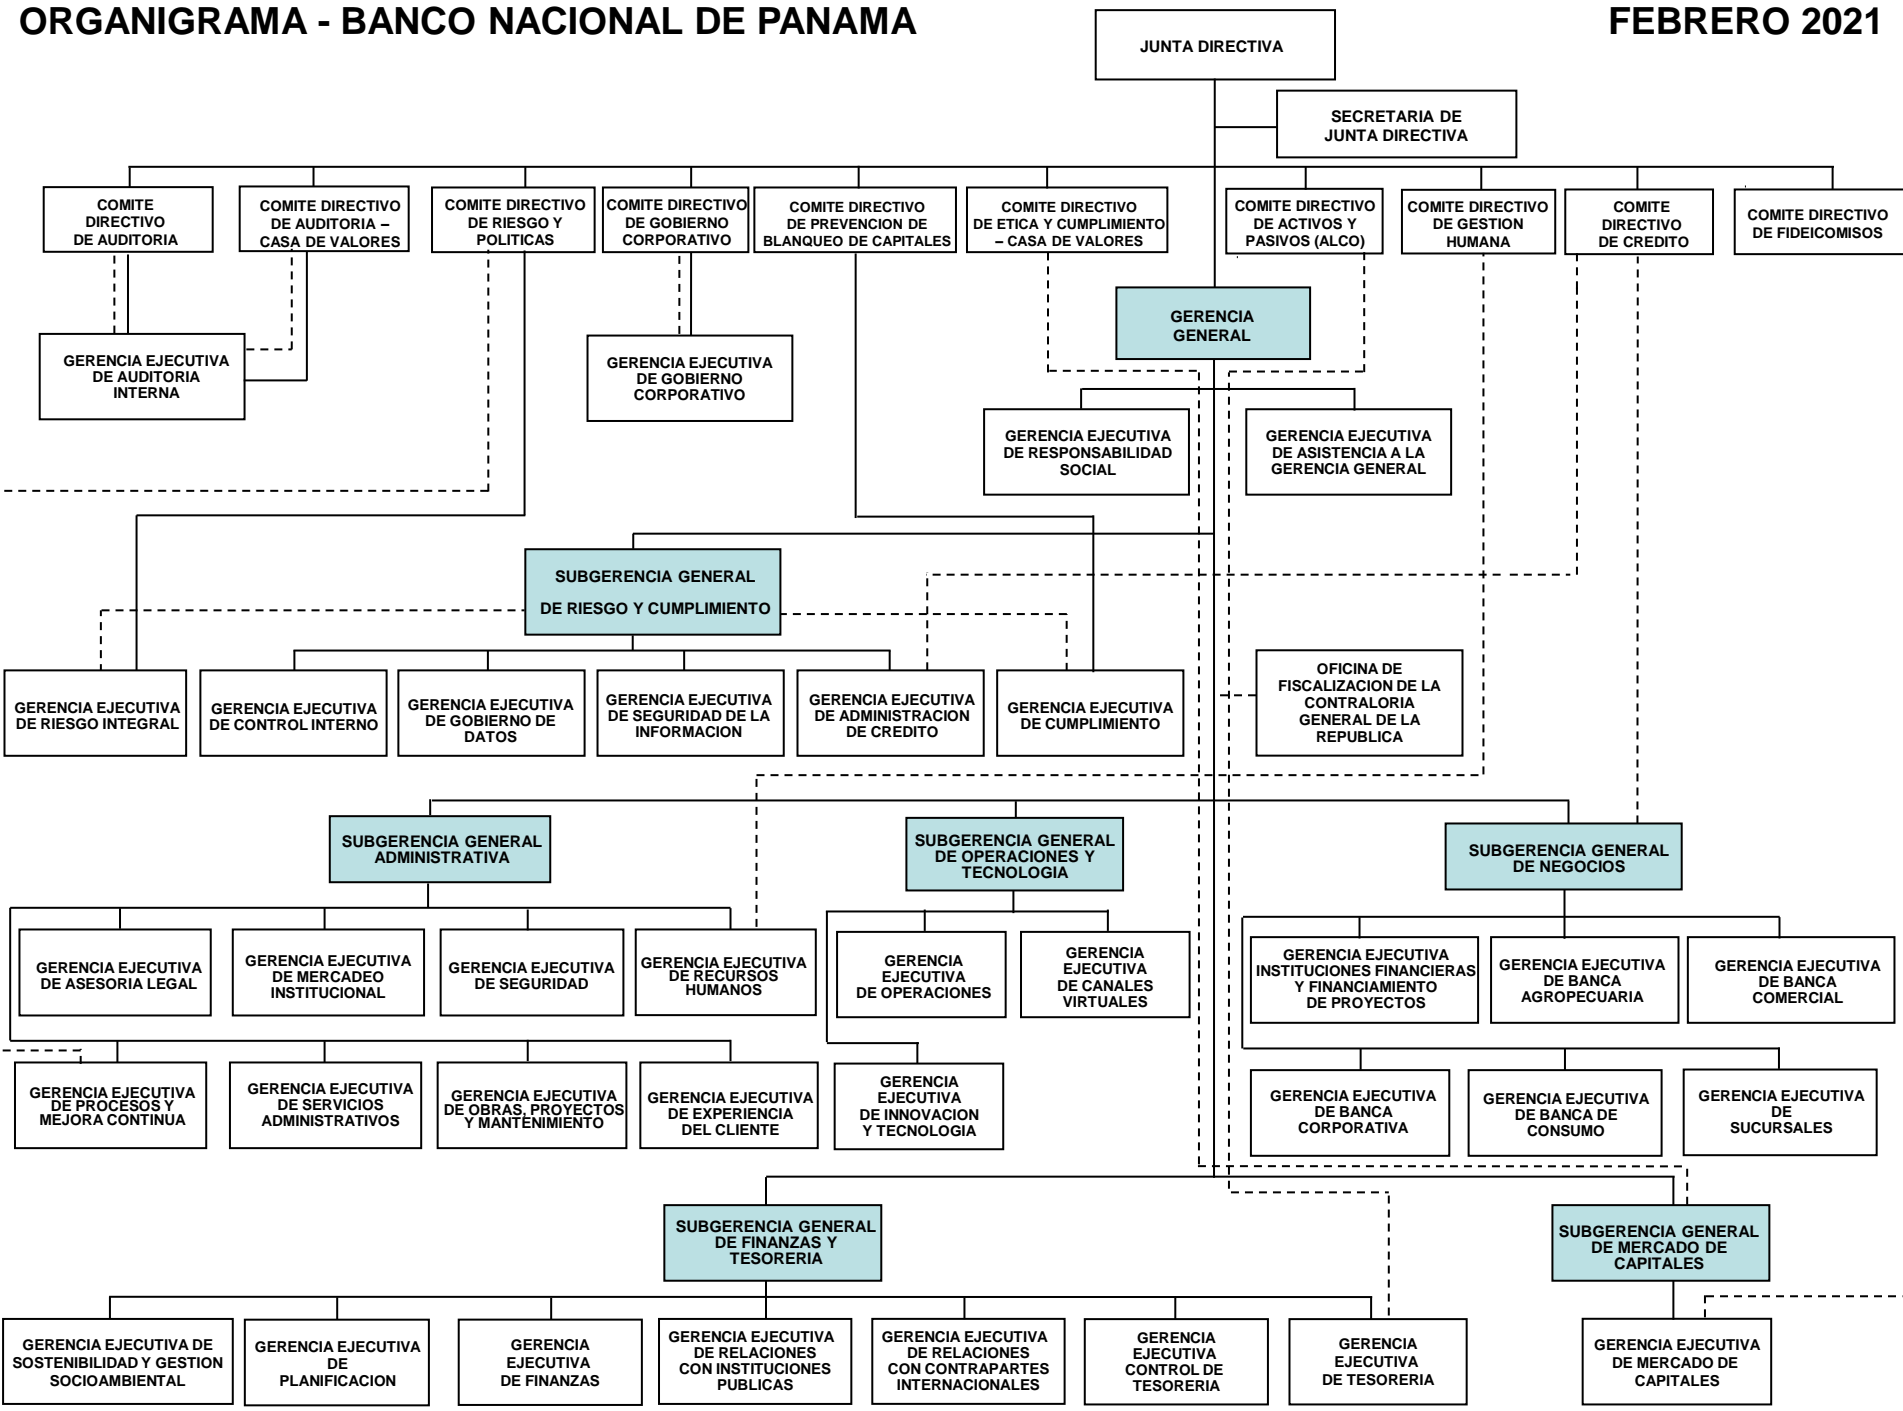 ORGANIGRAMA - BANCO NACIONAL DE PANAMA
FEBRERO 2021
JUNTA DIRECTIVA
SECRETARIA DE
JUNTA DIRECTIVA
COMITE
DIRECTIVO
DE AUDITORIA
COMITE DIRECTIVO
DE AUDITORIA –
CASA DE VALORES
COMITE DIRECTIVO
DE RIESGO Y
POLITICAS
COMITE DIRECTIVO
DE GOBIERNO
CORPORATIVO
COMITE DIRECTIVO
DE PREVENCION DE
BLANQUEO DE CAPITALES
COMITE DIRECTIVO
DE ETICA Y CUMPLIMIENTO
– CASA DE VALORES
COMITE DIRECTIVO
DE ACTIVOS Y
PASIVOS (ALCO)
COMITE DIRECTIVO
DE GESTION
HUMANA
COMITE
DIRECTIVO
DE CREDITO
COMITE DIRECTIVO
DE FIDEICOMISOS
GERENCIA
GENERAL
GERENCIA EJECUTIVA
DE AUDITORIA
INTERNA
GERENCIA EJECUTIVA
DE GOBIERNO
CORPORATIVO
GERENCIA EJECUTIVA
DE RESPONSABILIDAD
SOCIAL
GERENCIA EJECUTIVA
DE ASISTENCIA A LA
GERENCIA GENERAL
SUBGERENCIA GENERAL
DE RIESGO Y CUMPLIMIENTO
GERENCIA EJECUTIVA
DE RIESGO INTEGRAL
GERENCIA EJECUTIVA
DE CONTROL INTERNO
GERENCIA EJECUTIVA
DE GOBIERNO DE
DATOS
GERENCIA EJECUTIVA
DE SEGURIDAD DE LA
INFORMACION
GERENCIA EJECUTIVA
DE ADMINISTRACION
DE CREDITO
GERENCIA EJECUTIVA
DE CUMPLIMIENTO
OFICINA DE
FISCALIZACION DE LA
CONTRALORIA
GENERAL DE LA
REPUBLICA
SUBGERENCIA GENERAL
ADMINISTRATIVA
SUBGERENCIA GENERAL
DE OPERACIONES Y
TECNOLOGIA
SUBGERENCIA GENERAL
DE NEGOCIOS
GERENCIA EJECUTIVA
DE ASESORIA LEGAL
GERENCIA EJECUTIVA
DE MERCADEO
INSTITUCIONAL
GERENCIA EJECUTIVA
DE SEGURIDAD
GERENCIA EJECUTIVA
DE RECURSOS
HUMANOS
GERENCIA
EJECUTIVA
DE OPERACIONES
GERENCIA
EJECUTIVA
DE CANALES
VIRTUALES
GERENCIA EJECUTIVA
INSTITUCIONES FINANCIERAS
Y FINANCIAMIENTO
DE PROYECTOS
GERENCIA EJECUTIVA
DE BANCA
AGROPECUARIA
GERENCIA EJECUTIVA
DE BANCA
COMERCIAL
GERENCIA EJECUTIVA
DE PROCESOS Y
MEJORA CONTINUA
GERENCIA EJECUTIVA
DE SERVICIOS
ADMINISTRATIVOS
GERENCIA EJECUTIVA
DE OBRAS, PROYECTOS
Y MANTENIMIENTO
GERENCIA EJECUTIVA
DE EXPERIENCIA
DEL CLIENTE
GERENCIA
EJECUTIVA
DE INNOVACION
Y TECNOLOGIA
GERENCIA EJECUTIVA
DE BANCA
CORPORATIVA
GERENCIA EJECUTIVA
DE BANCA DE
CONSUMO
GERENCIA EJECUTIVA
DE
SUCURSALES
SUBGERENCIA GENERAL
DE FINANZAS Y
TESORERIA
SUBGERENCIA GENERAL
DE MERCADO DE
CAPITALES
GERENCIA EJECUTIVA DE
SOSTENIBILIDAD Y GESTION
SOCIOAMBIENTAL
GERENCIA EJECUTIVA
DE
PLANIFICACION
GERENCIA
EJECUTIVA
DE FINANZAS
GERENCIA EJECUTIVA
DE RELACIONES
CON INSTITUCIONES
PUBLICAS
GERENCIA EJECUTIVA
DE RELACIONES
CON CONTRAPARTES
INTERNACIONALES
GERENCIA
EJECUTIVA
CONTROL DE
TESORERIA
GERENCIA
EJECUTIVA
DE TESORERIA
GERENCIA EJECUTIVA
DE MERCADO DE
CAPITALES